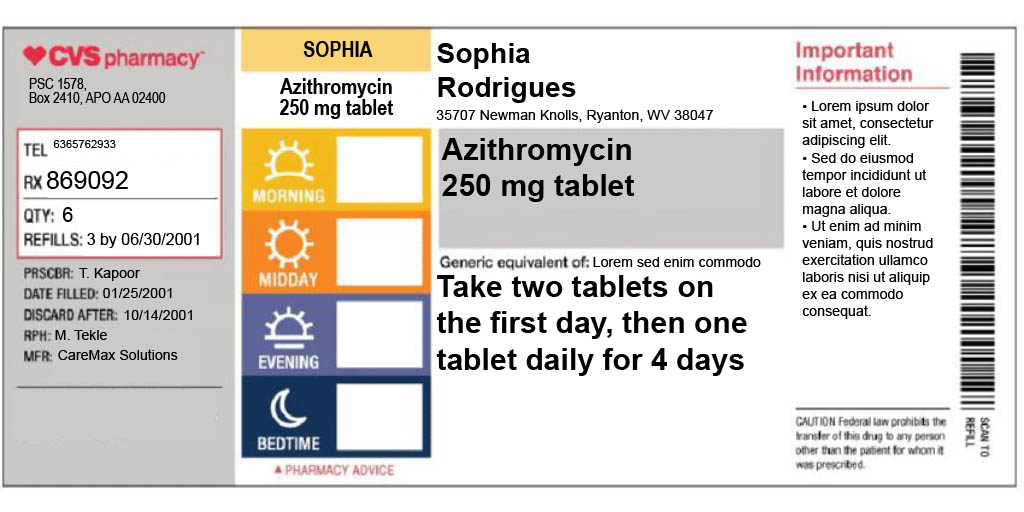 CVS pharmacy
PSC 1578,
Box 2410, APO AA 02400
TEL 6365762933
RX 869092
QTY: 6
REFILLS: 3 by 06/30/2001
PRSCBR: T. Kapoor
DATE FILLED: 01/25/2001
DISCARD AFTER: 10/14/2001
RPH: M. Tekle
MFR: CareMax Solutions
SOPHIA
Azithromycin
250 mg tablet
MORNING
MIDDAY
EVENING
BEDTIME
▲ PHARMACY ADVICE
Sophia
Rodrigues
35707 Newman Knolls, Ryanton, WV 38047
Azithromycin
250 mg tablet
Generic equivalent of: Lorem sed enim commodo
Take two tablets on
the first day, then one
tablet daily for 4 days
Important
Information
• Lorem ipsum dolor
sit amet, consectetur
adipiscing elit.
• Sed do eiusmod
tempor incididunt ut
labore et dolore
magna aliqua.
• Ut enim ad minim
veniam, quis nostrud
exercitation ullamco
laboris nisi ut aliquip
ex ea commodo
consequat.
CAUTION Federal law prohibits the
transfer of this drug to any person
other than the patient for whom it
was prescribed.
SCAN TO
REFILL